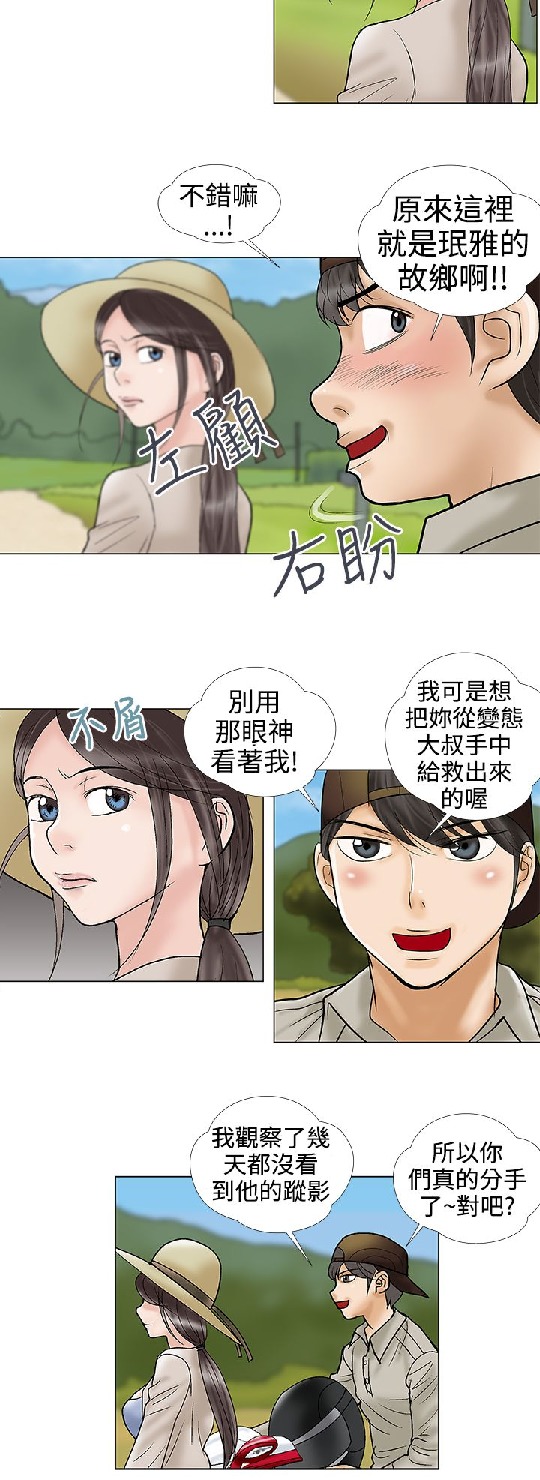 原來這裡
就是珉雅的
故鄉啊!!
不錯嘛
...!
左顧
右盼
我可是想
把妳從變態
大叔手中
給救出來
的喔
別用
那眼神
看著我!
不屑
所以你
們真的分手
了~對吧?
我觀察了幾
天都沒看
到他的蹤影